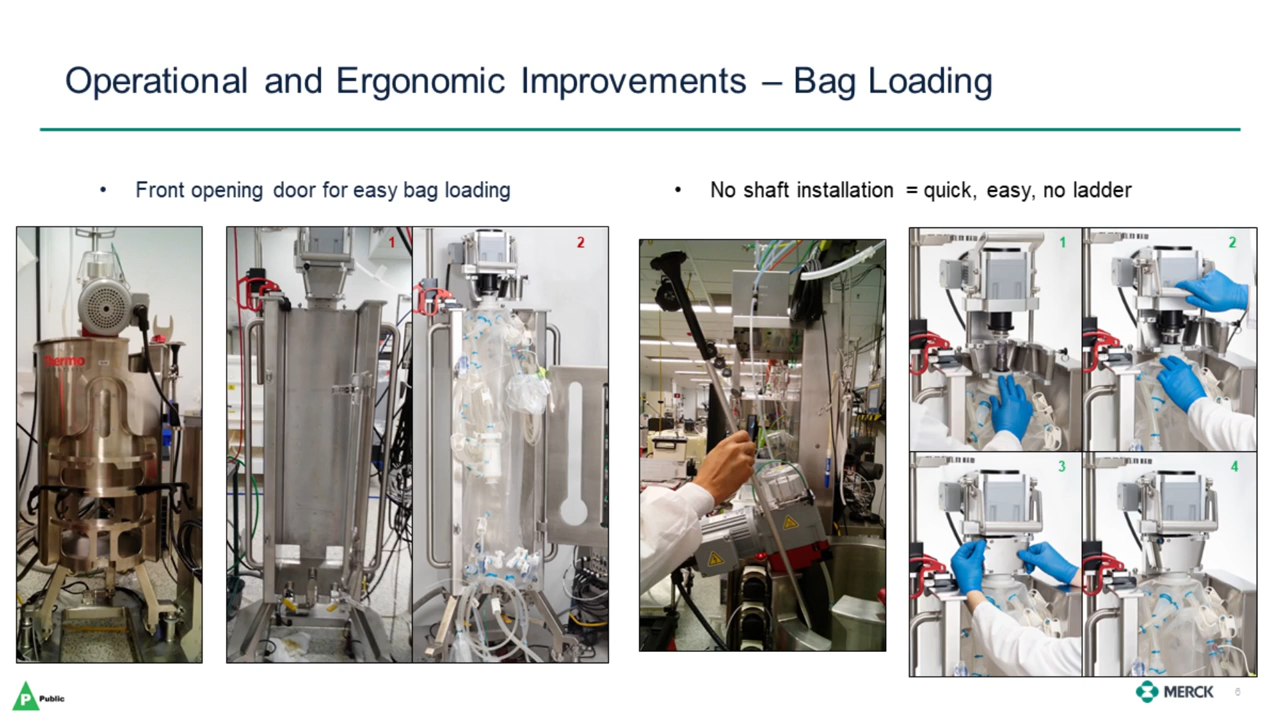 Operational and Ergonomic Improvements – Bag Loading
• Front opening door for easy bag loading
• No shaft installation = quick, easy, no ladder
Thermo
1
2
1
2
3
4
P
Public
MERCK
6